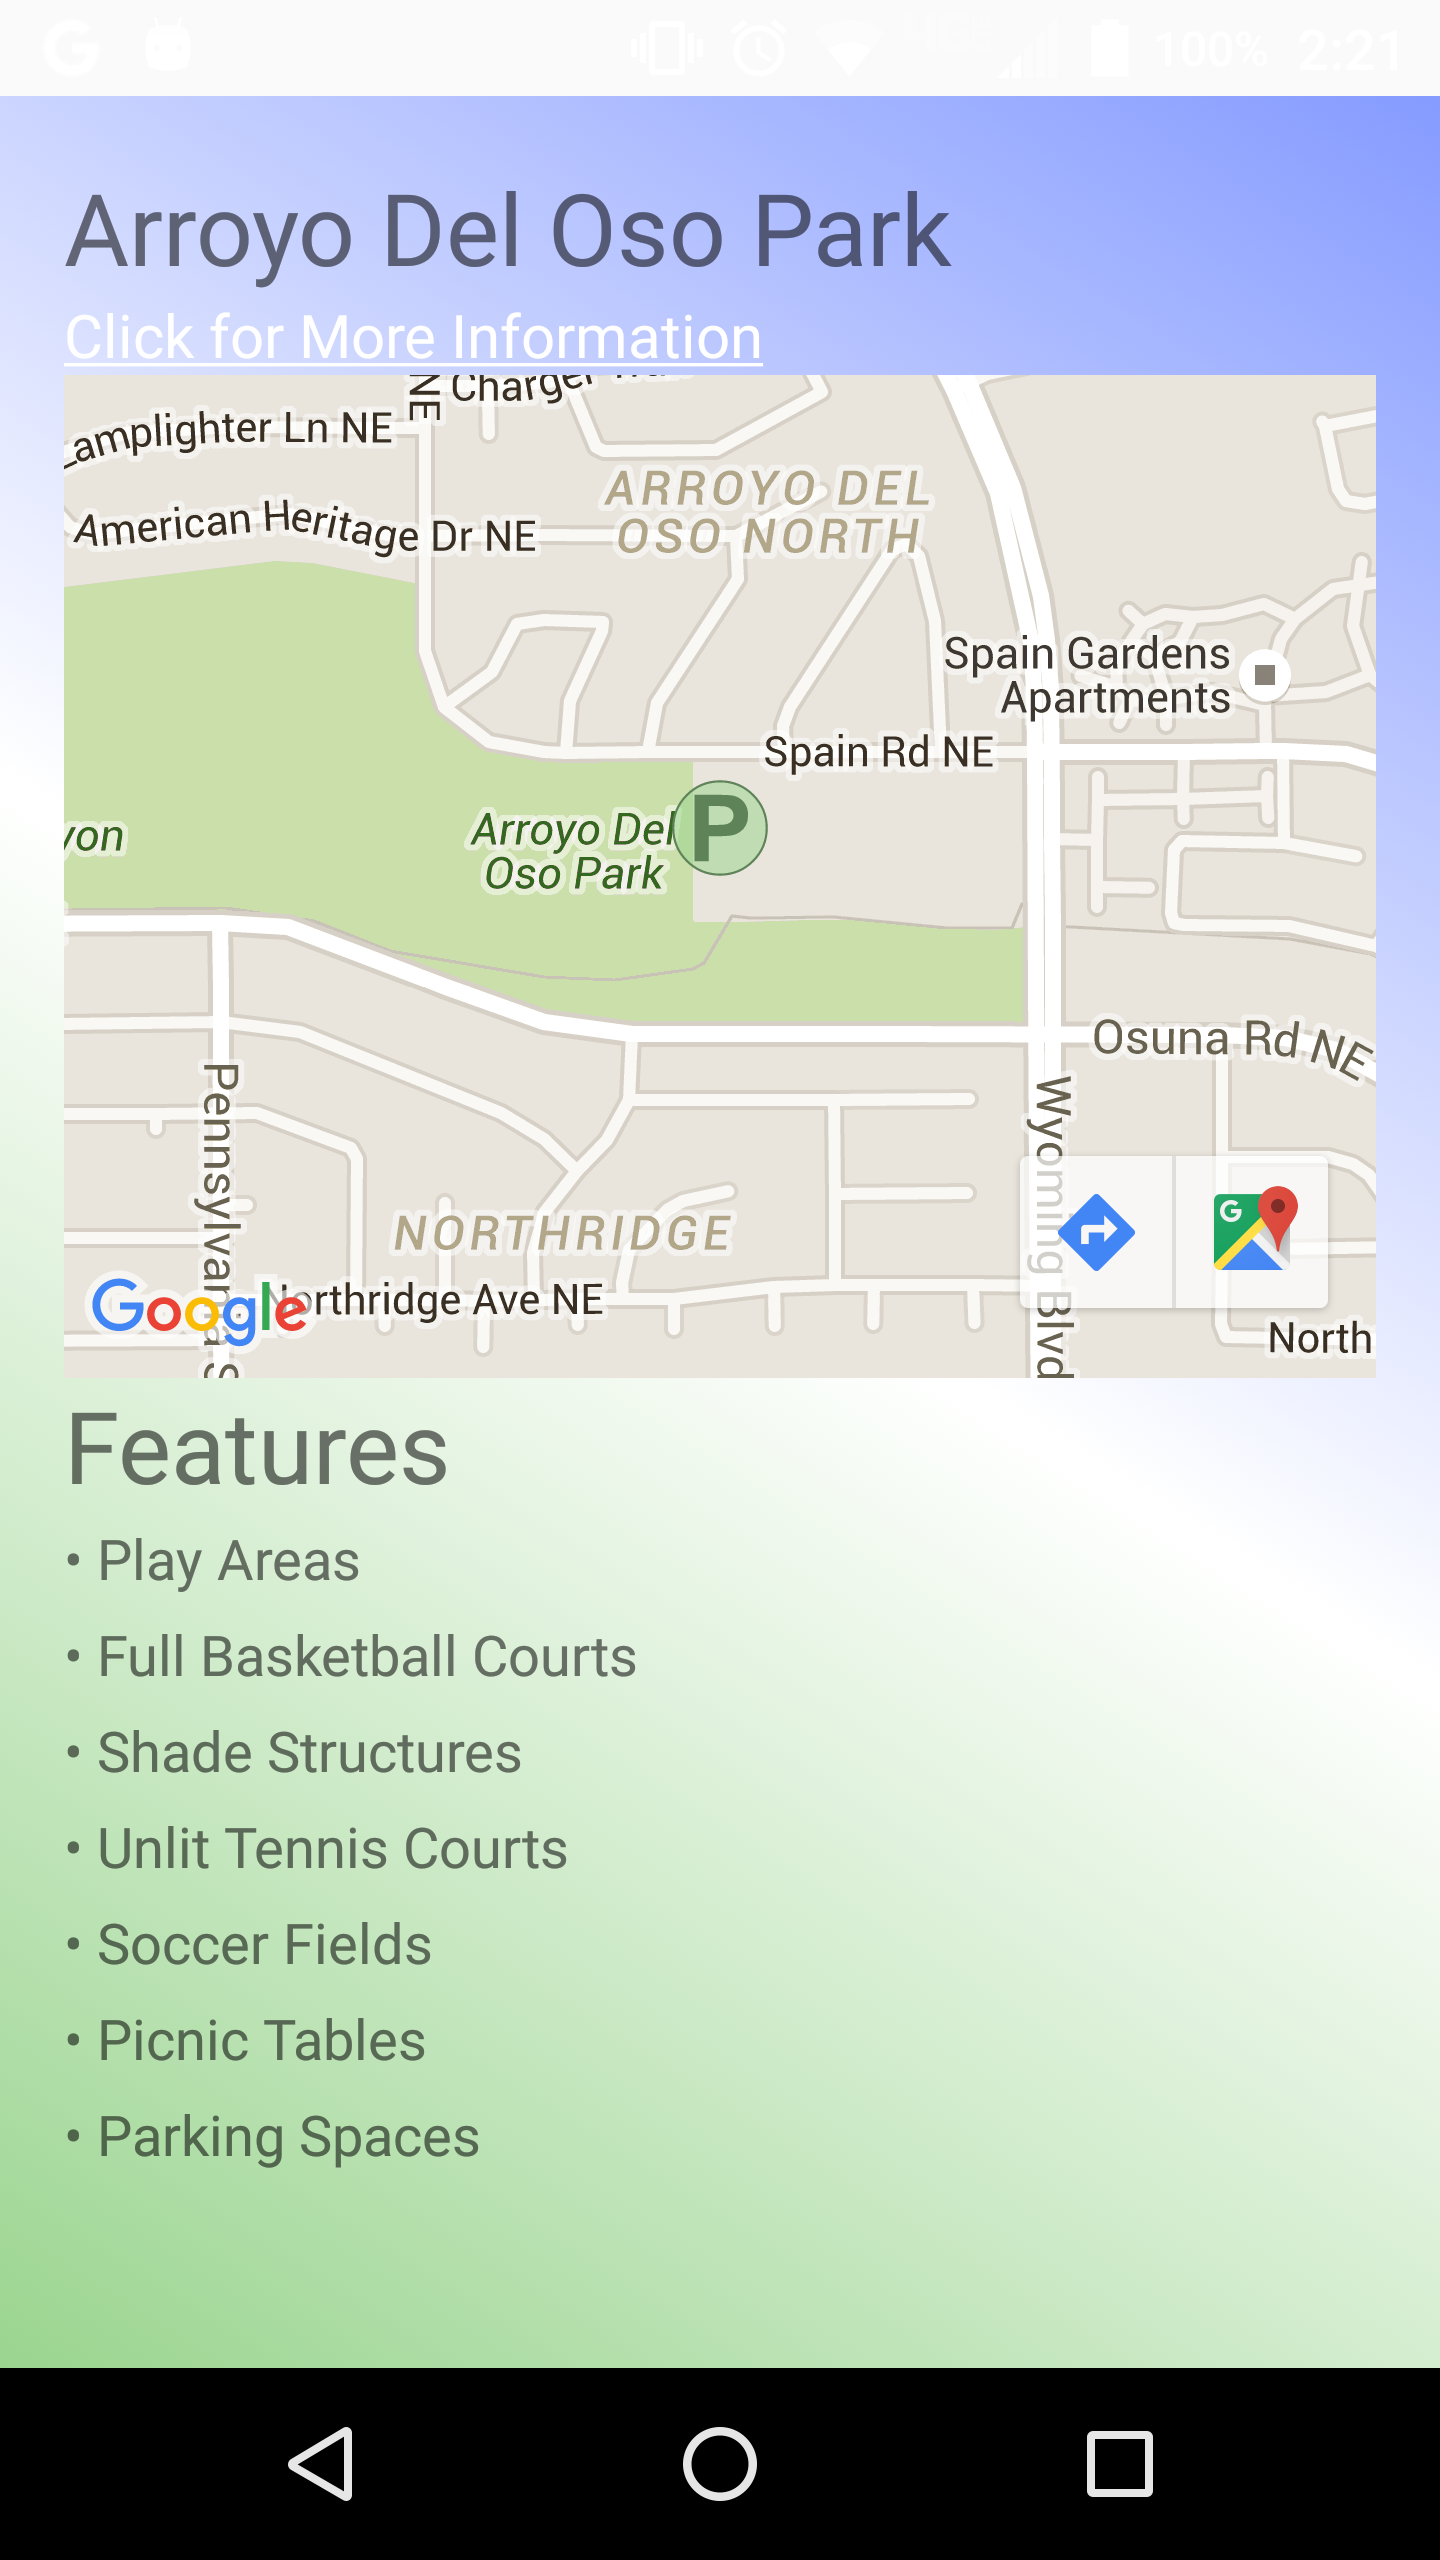 100% 2:21
Arroyo Del Oso Park
Click for More Information
NE Charger
Lamplighter Ln NE
ARROYO DEL
OSO NORTH
American Heritage Dr NE
Spain Gardens
Apartments
Spain Rd NE
P
Arroyo Del
Oso Park
yon
Osuna Rd NE
Pennsylvania S
Wyoming Blvd
NORTHRIDGE
Northridge Ave NE
Google
North
Features
• Play Areas
• Full Basketball Courts
• Shade Structures
• Unlit Tennis Courts
• Soccer Fields
• Picnic Tables
• Parking Spaces